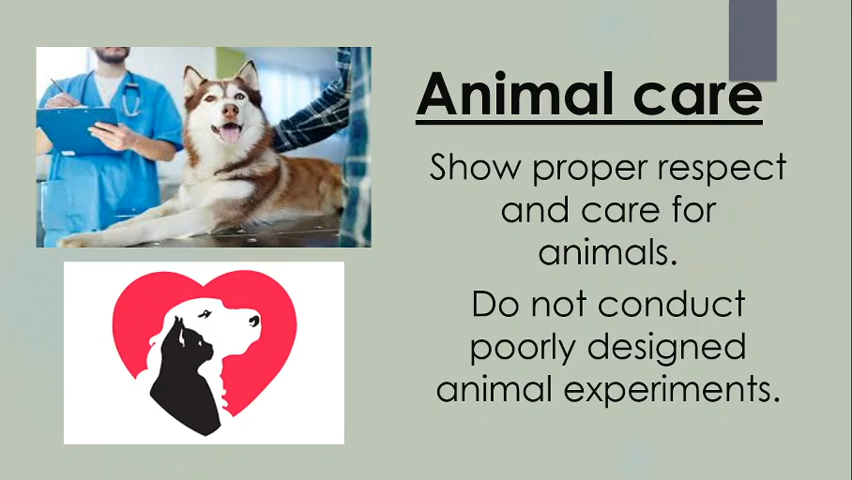 Animal care
Show proper respect
and care for
animals.
Do not conduct
poorly designed
animal experiments.